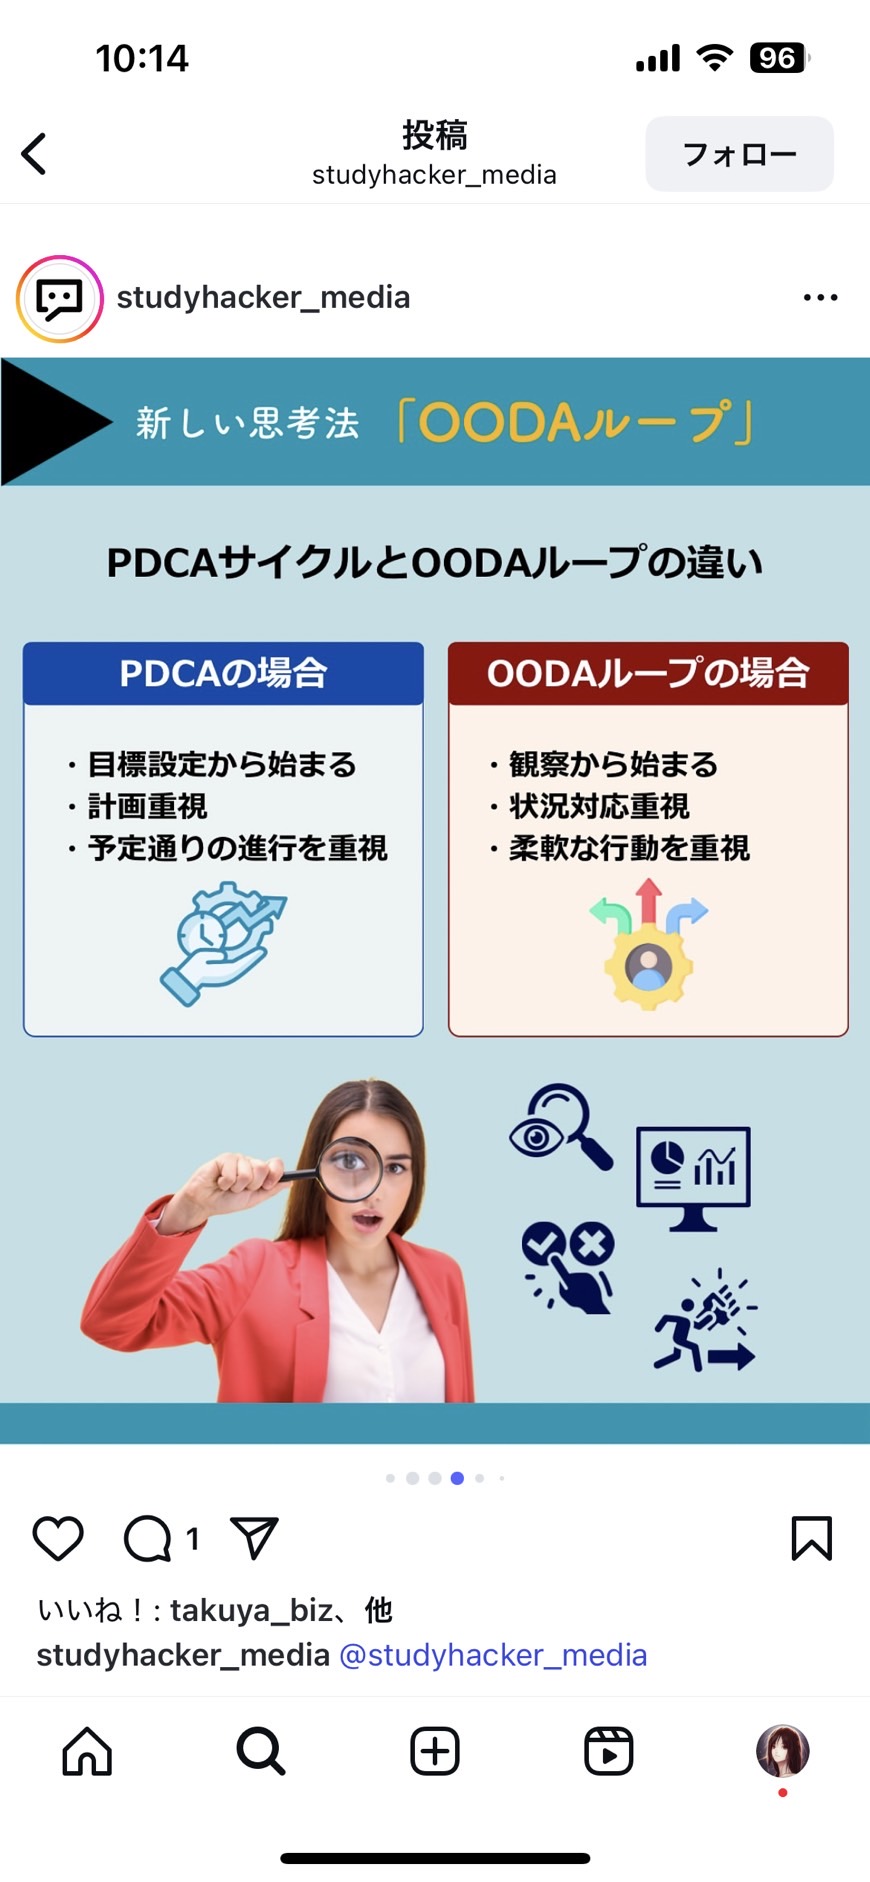 10:14
96
投稿
studyhacker_media
フォロー
studyhacker_media
新しい思考法 「OODAループ」
PDCAサイクルとOODAループの違い
PDCAの場合
・目標設定から始まる
・計画重視
・予定通りの進行を重視
OODAループの場合
・観察から始まる
・状況対応重視
・柔軟な行動を重視
1
いいね！: takuya_biz、他
studyhacker_media @studyhacker_media